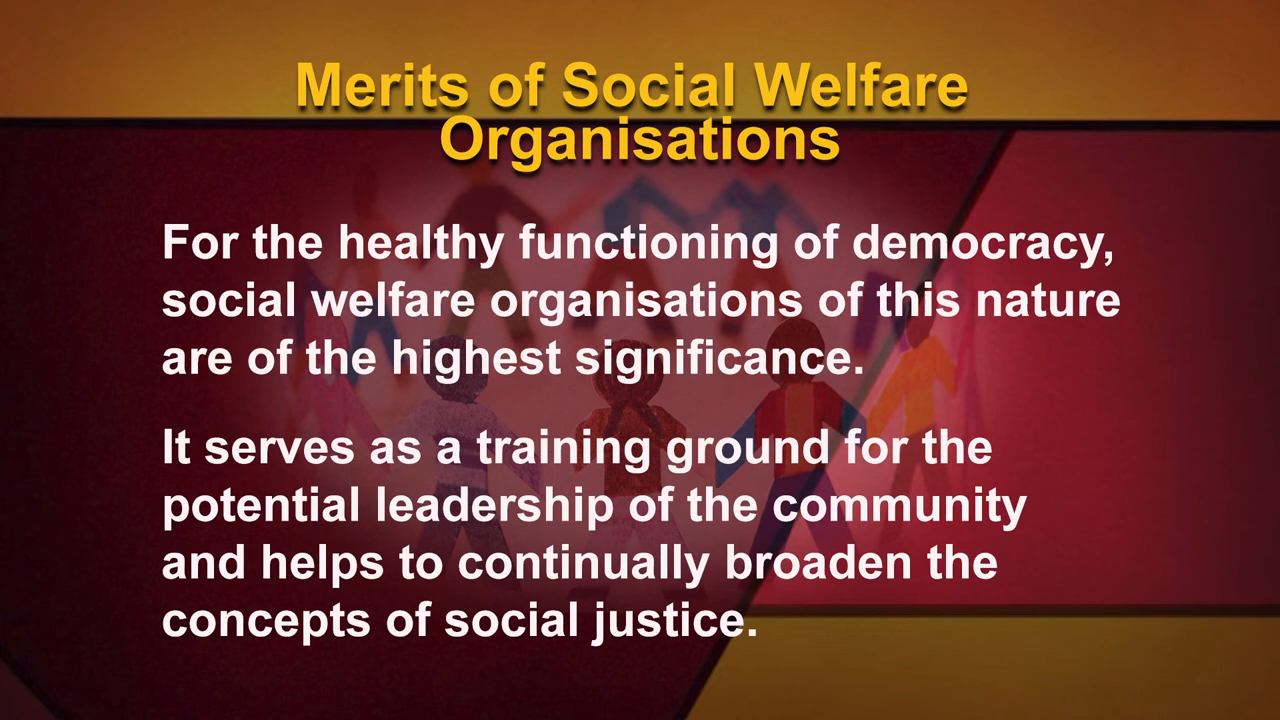 Merits of Social Welfare
Organisations
For the healthy functioning of democracy,
social welfare organisations of this nature
are of the highest significance.
It serves as a training ground for the
potential leadership of the community
and helps to continually broaden the
concepts of social justice.